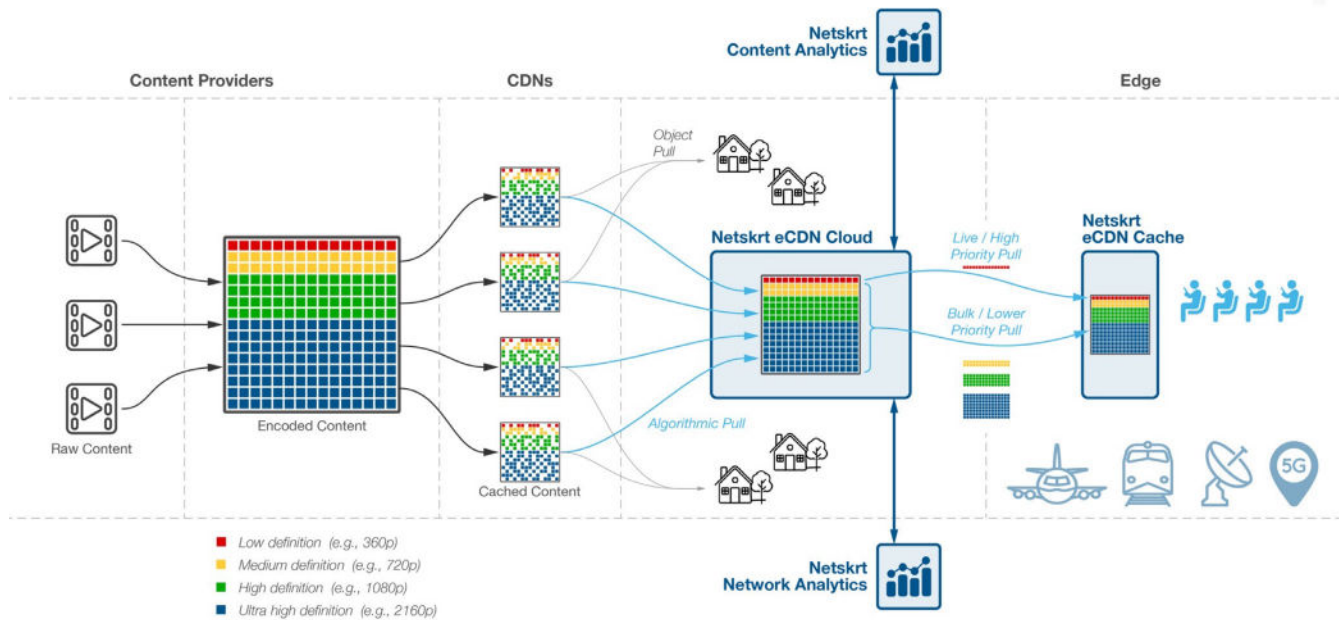 Netskrt
Content Analytics
Content Providers
CDNs
Edge
Object
Pull
Netskrt eCDN Cloud
Live / High
Priority Pull
Netskrt
eCDN Cache
Bulk / Lower
Priority Pull
Raw Content
Encoded Content
Algorithmic Pull
Cached Content
5G
Low definition (e.g., 360p)
Medium definition (e.g., 720p)
High definition (e.g., 1080p)
Ultra high definition (e.g., 2160p)
Netskrt
Network Analytics